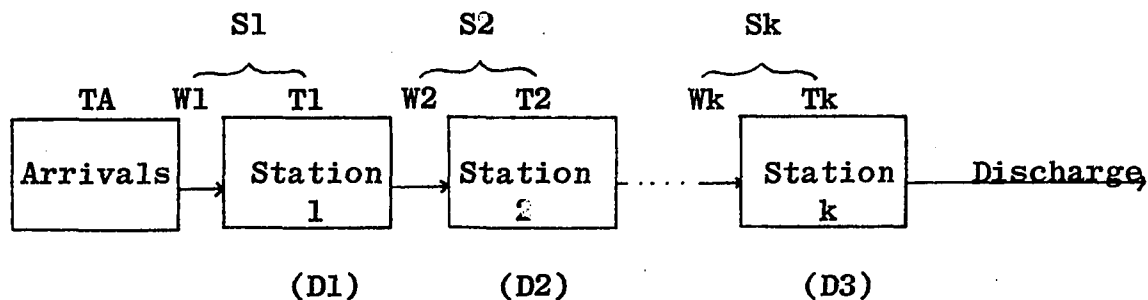 S1 S2 Sk
TA W1 T1 W2 T2 Wk Tk
Arrivals Station Station ..... Station Discharge
1 2 k
(D1) (D2) (D3)